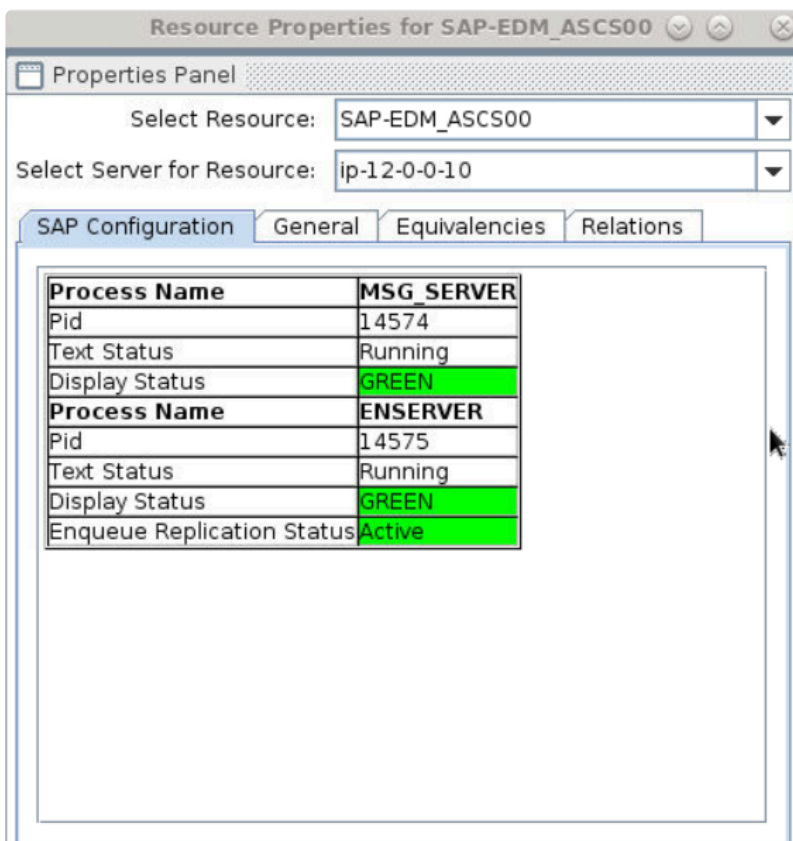 Resource Properties for SAP-EDM_ASCS00
Properties Panel
Select Resource: SAP-EDM_ASCS00
Select Server for Resource: ip-12-0-0-10
SAP Configuration General Equivalencies Relations
Process Name MSG_SERVER
Pid 14574
Text Status Running
Display Status GREEN
Process Name ENSERVER
Pid 14575
Text Status Running
Display Status GREEN
Enqueue Replication Status Active